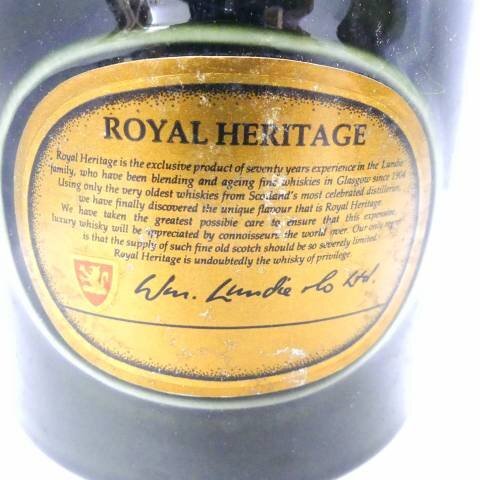 ROYAL HERITAGE
Royal Heritage is the exclusive product of seventy years experience in the Lundie
family, who have been blending and ageing fine whiskies in Glasgow since 1904.
Using only the very oldest whiskies from Scotland's most celebrated distilleries,
we have finally discovered the unique flavour that is Royal Heritage.
We have taken the greatest possible care to ensure that this expensive,
luxury whisky will be appreciated by connoisseurs the world over. Our only regret
is that the supply of such fine old scotch should be so severely limited.
Royal Heritage is undoubtedly the whisky of privilege.
Wm. Lundie & Co Ltd.